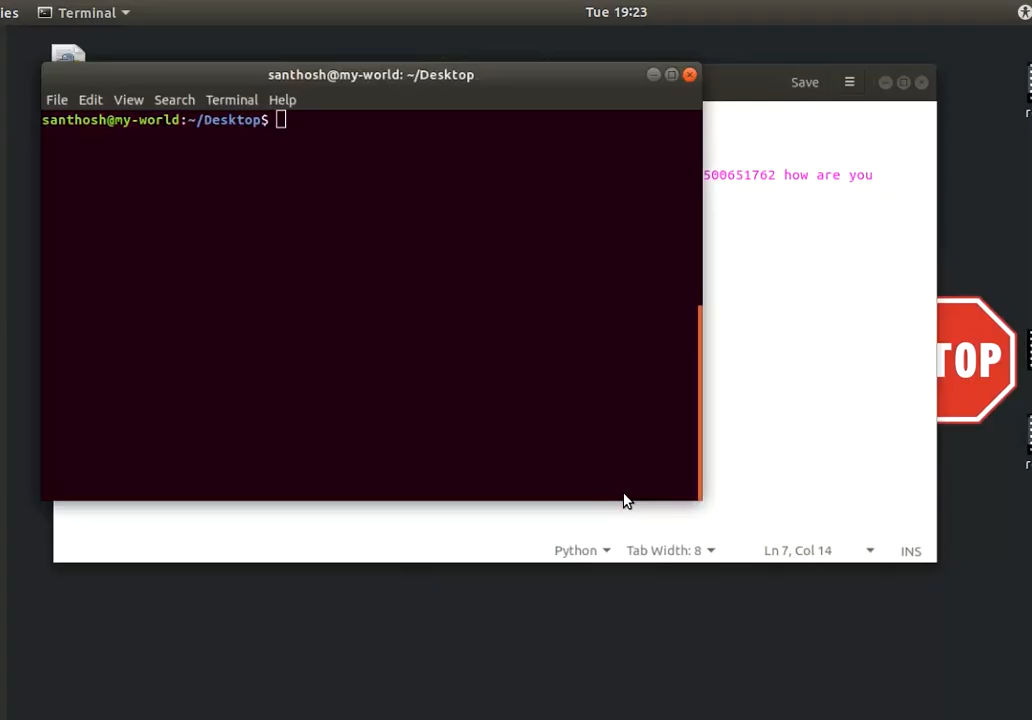 ies Terminal Tue 19:23
santhosh@my-world: ~/Desktop
Save
File Edit View Search Terminal Help
santhosh@my-world:~/Desktop$
500651762 how are you
TOP
Python Tab Width: 8 Ln 7, Col 14 INS